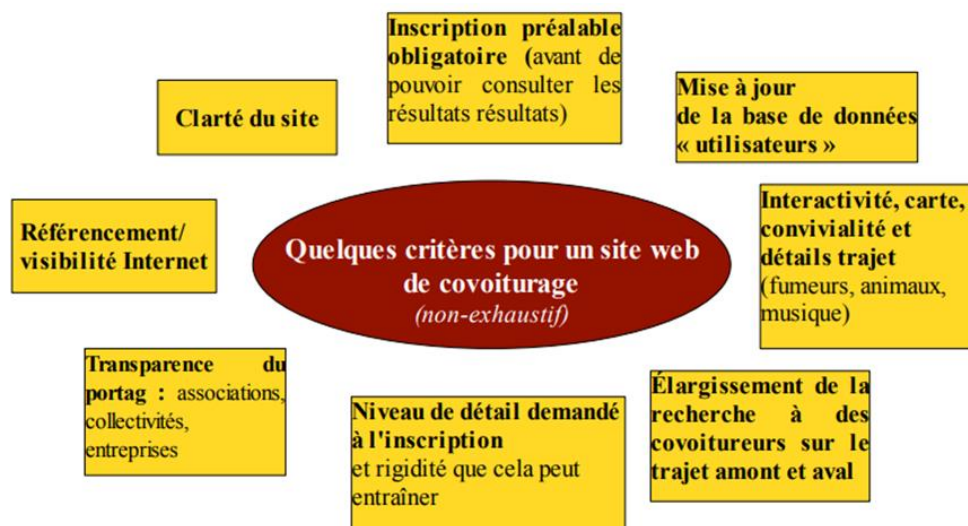 Inscription préalable
obligatoire (avant de
pouvoir consulter les
résultats résultats)
Clarté du site
Mise à jour
de la base de données
« utilisateurs »
Référencement/
visibilité Internet
Quelques critères pour un site web
de covoiturage
(non-exhaustif)
Interactivité, carte,
convivialité et
détails trajet
(fumeurs, animaux,
musique)
Transparence du
portag : associations,
collectivités,
entreprises
Niveau de détail demandé
à l'inscription
et rigidité que cela peut
entraîner
Élargissement de la
recherche à des
covoitureurs sur le
trajet amont et aval